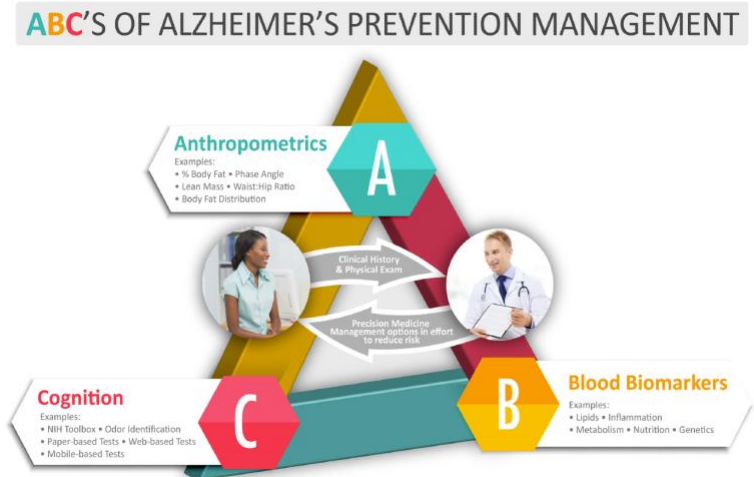 ABC'S OF ALZHEIMER'S PREVENTION MANAGEMENT
Anthropometrics
A
Examples:
• % Body Fat • Phase Angle
• Lean Mass • Waist:Hip Ratio
• Body Fat Distribution
Clinical History
& Physical Exam
Precision Medicine
Management options in effort
to reduce risk
Cognition
C
Examples:
• NIH Toolbox • Odor Identification
• Paper-based Tests • Web-based Tests
• Mobile-based Tests
B
Blood Biomarkers
Examples:
• Lipids • Inflammation
• Metabolism • Nutrition • Genetics